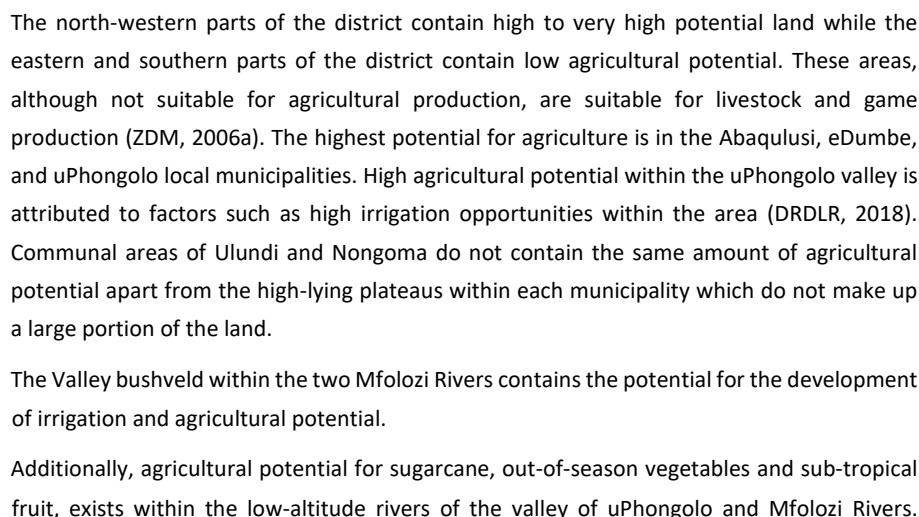 The north-western parts of the district contain high to very high potential land while the
eastern and southern parts of the district contain low agricultural potential. These areas,
although not suitable for agricultural production, are suitable for livestock and game
production (ZDM, 2006a). The highest potential for agriculture is in the Abaqulusi, eDumbe,
and uPhongolo local municipalities. High agricultural potential within the uPhongolo valley is
attributed to factors such as high irrigation opportunities within the area (DRDLR, 2018).
Communal areas of Ulundi and Nongoma do not contain the same amount of agricultural
potential apart from the high-lying plateaus within each municipality which do not make up
a large portion of the land.
The Valley bushveld within the two Mfolozi Rivers contains the potential for the development
of irrigation and agricultural potential.
Additionally, agricultural potential for sugarcane, out-of-season vegetables and sub-tropical
fruit, exists within the low-altitude rivers of the valley of uPhongolo and Mfolozi Rivers.